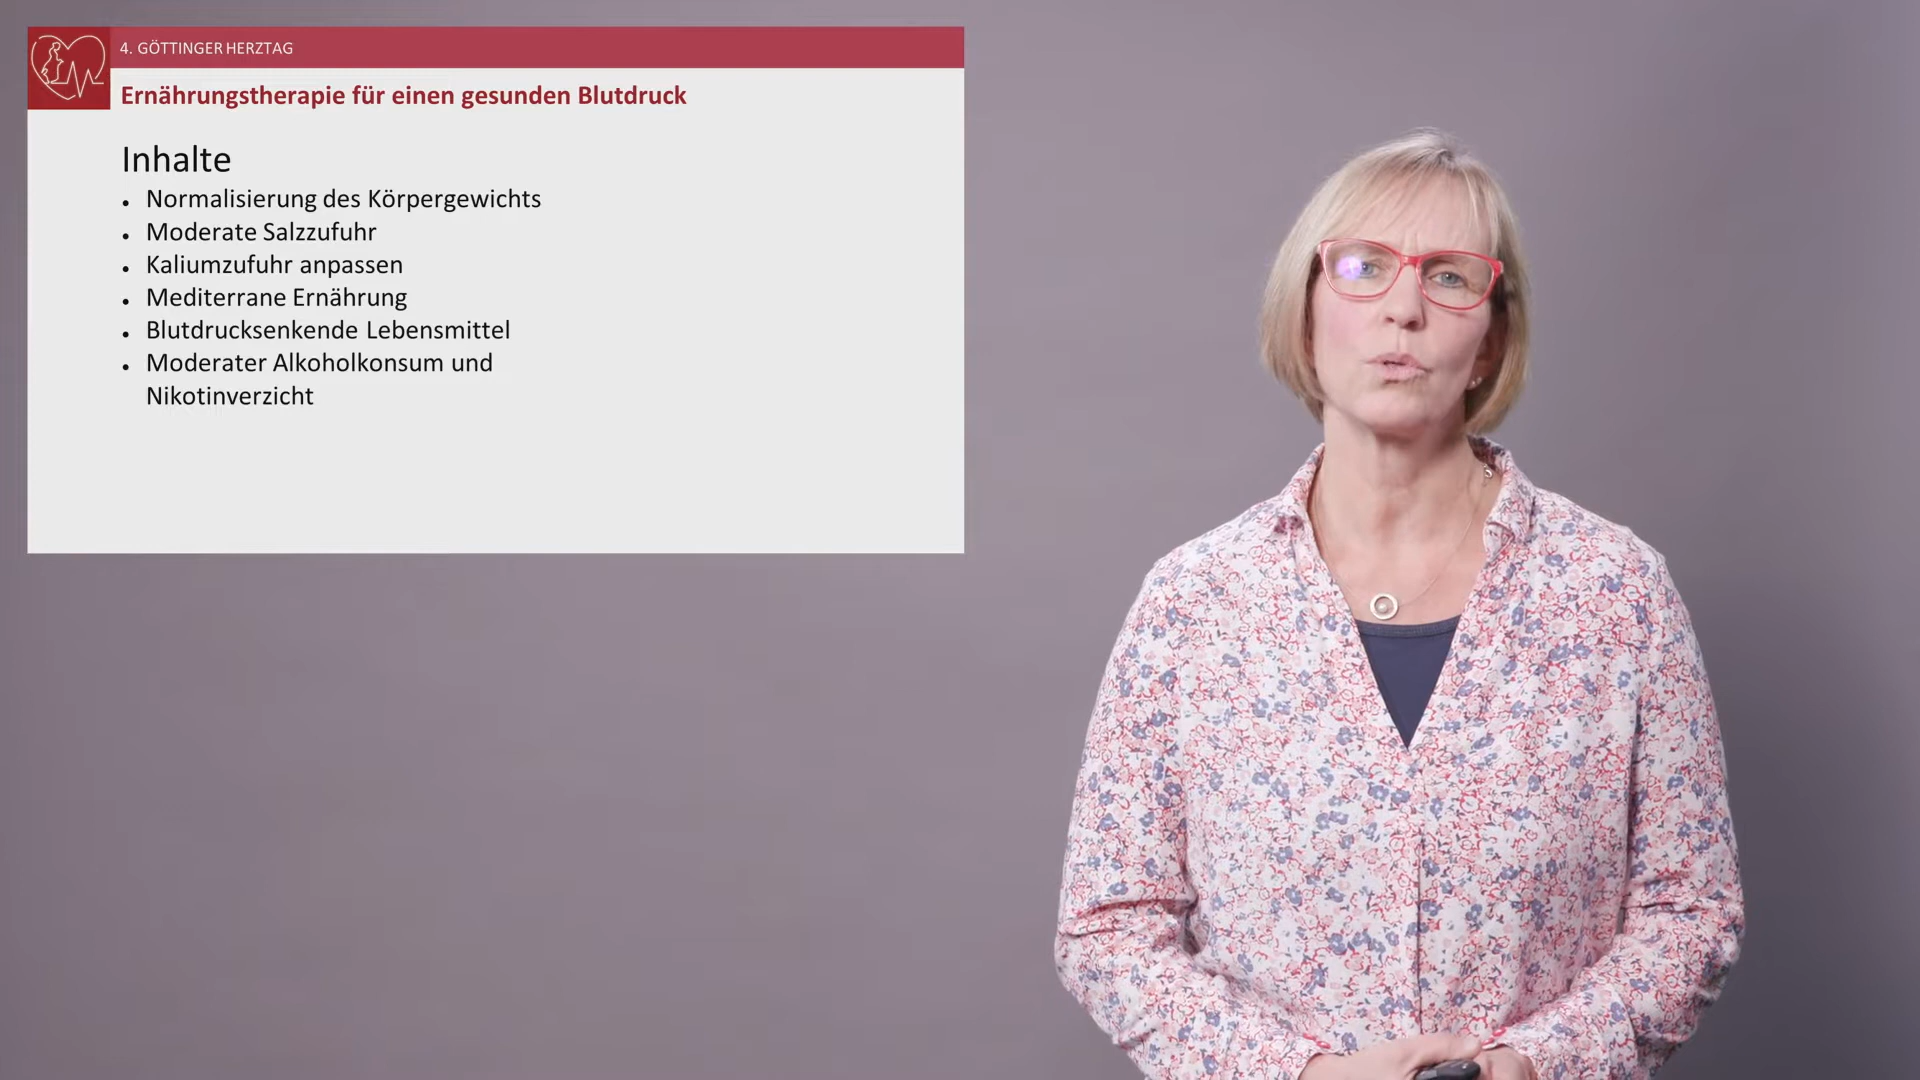 4. GÖTTINGER HERZTAG
Ernährungstherapie für einen gesunden Blutdruck
Inhalte
• Normalisierung des Körpergewichts
• Moderate Salzzufuhr
• Kaliumzufuhr anpassen
• Mediterrane Ernährung
• Blutdrucksenkende Lebensmittel
• Moderater Alkoholkonsum und
Nikotinverzicht